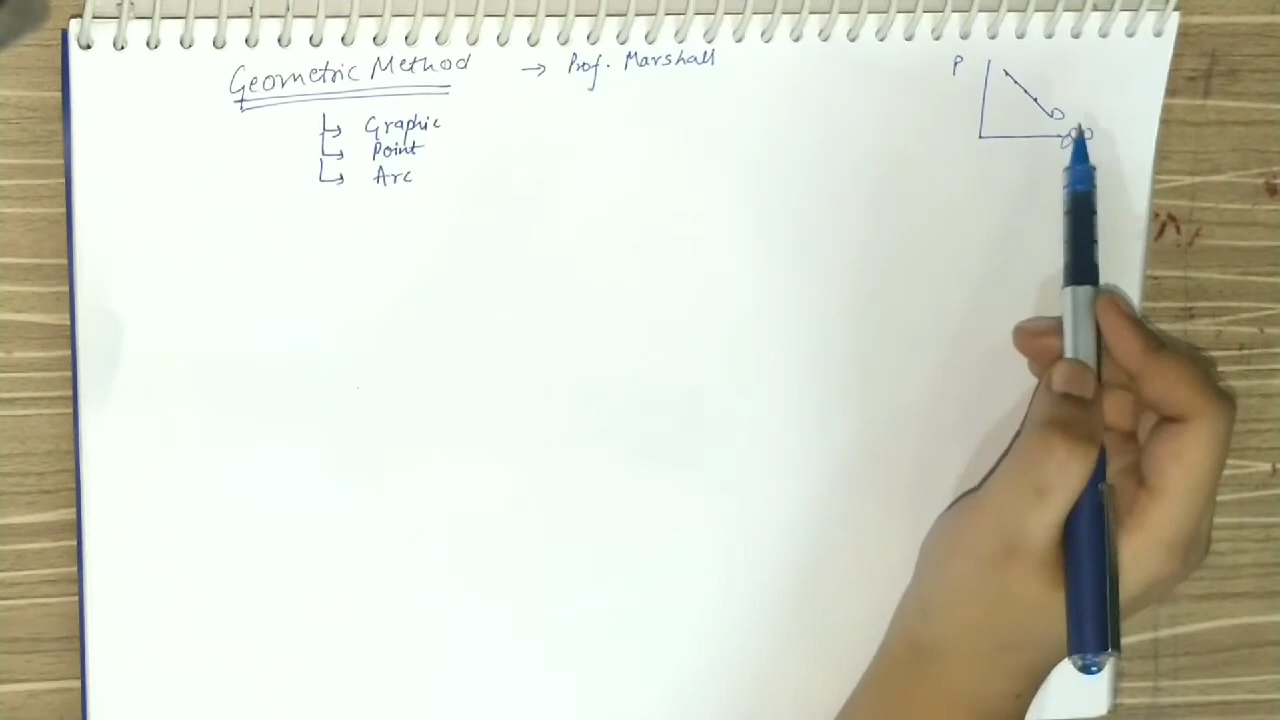 Geometric Method → Prof. Marshall
Graphic
Point
Arc
P
D